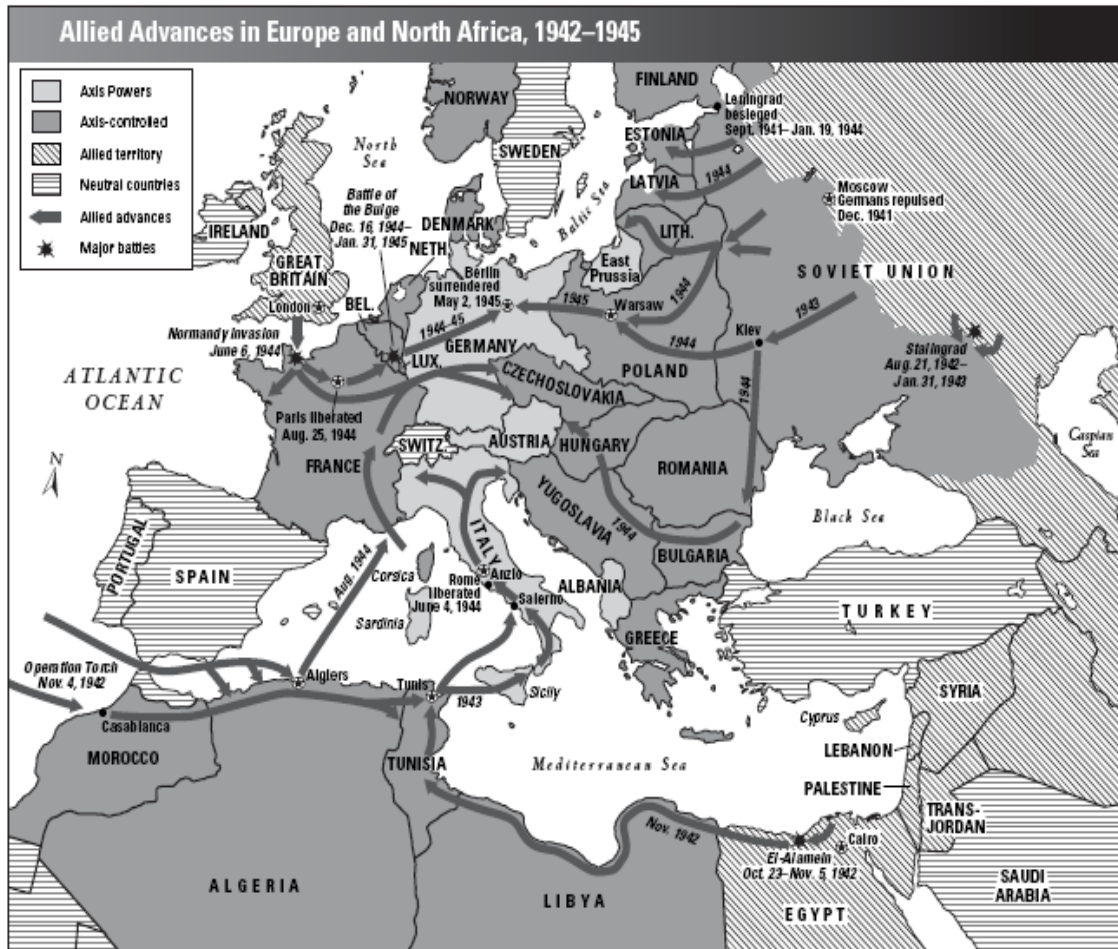 Allied Advances in Europe and North Africa, 1942–1945
Axis Powers
Axis-controlled
Allied territory
Neutral countries
Allied advances
Major battles
FINLAND
NORWAY
Leningrad
besieged
Sept. 1941–Jan. 19, 1944
ESTONIA
North
Sea
SWEDEN
LATVIA
1944
Moscow
Germans repulsed
Dec. 1941
Battle of
the Bulge
Dec. 16, 1944–
Jan. 31, 1945
Baltic Sea
DENMARK
IRELAND
LITH.
NETH.
GREAT
BRITAIN
East
Prussia
SOVIET UNION
Berlin
surrendered
May 2, 1945
London
BEL.
1945
Warsaw
1944
1943
Normandy invasion
June 6, 1944
1944–45
Kiev
GERMANY
1944
LUX.
Stalingrad
Aug. 21, 1942–
Jan. 31, 1943
POLAND
ATLANTIC
OCEAN
CZECHOSLOVAKIA
1944
Paris liberated
Aug. 25, 1944
AUSTRIA
SWITZ.
HUNGARY
Caspian
Sea
N
FRANCE
ROMANIA
YUGOSLAVIA
Black Sea
1944
ITALY
PORTUGAL
BULGARIA
SPAIN
Aug. 1944
Corsica
Anzio
Rome
liberated
June 4, 1944
ALBANIA
Salerno
Sardinia
TURKEY
GREECE
Operation Torch
Nov. 4, 1942
Algiers
Tunis
Sicily
1943
SYRIA
Casablanca
Cyprus
MOROCCO
TUNISIA
Mediterranean Sea
LEBANON
PALESTINE
TRANS-
JORDAN
Nov. 1942
Cairo
El-Alamein
Oct. 23–Nov. 5, 1942
ALGERIA
LIBYA
SAUDI
ARABIA
EGYPT